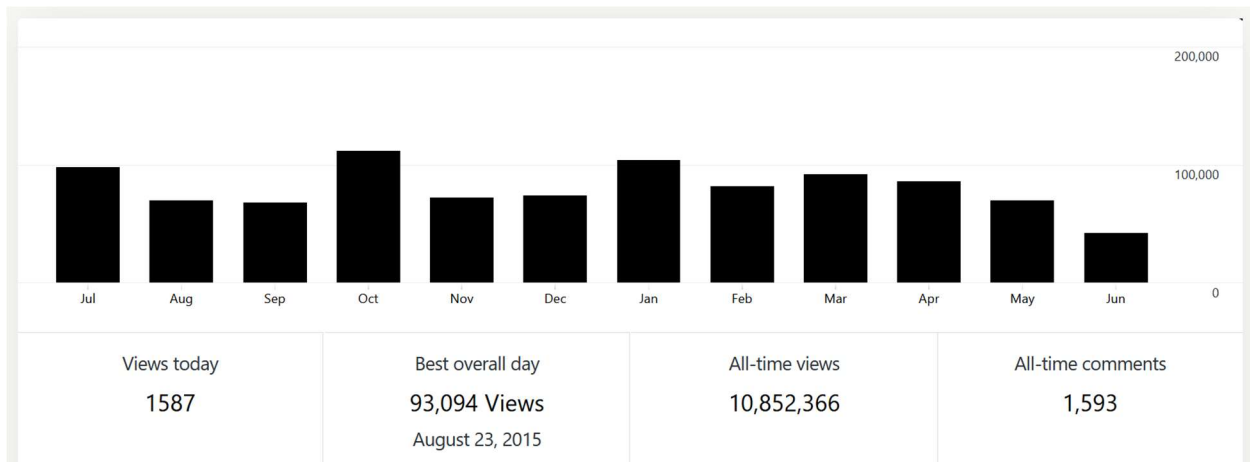 200,000
100,000
0
Jul Aug Sep Oct Nov Dec Jan Feb Mar Apr May Jun
Views today
1587
Best overall day
93,094 Views
August 23, 2015
All-time views
10,852,366
All-time comments
1,593